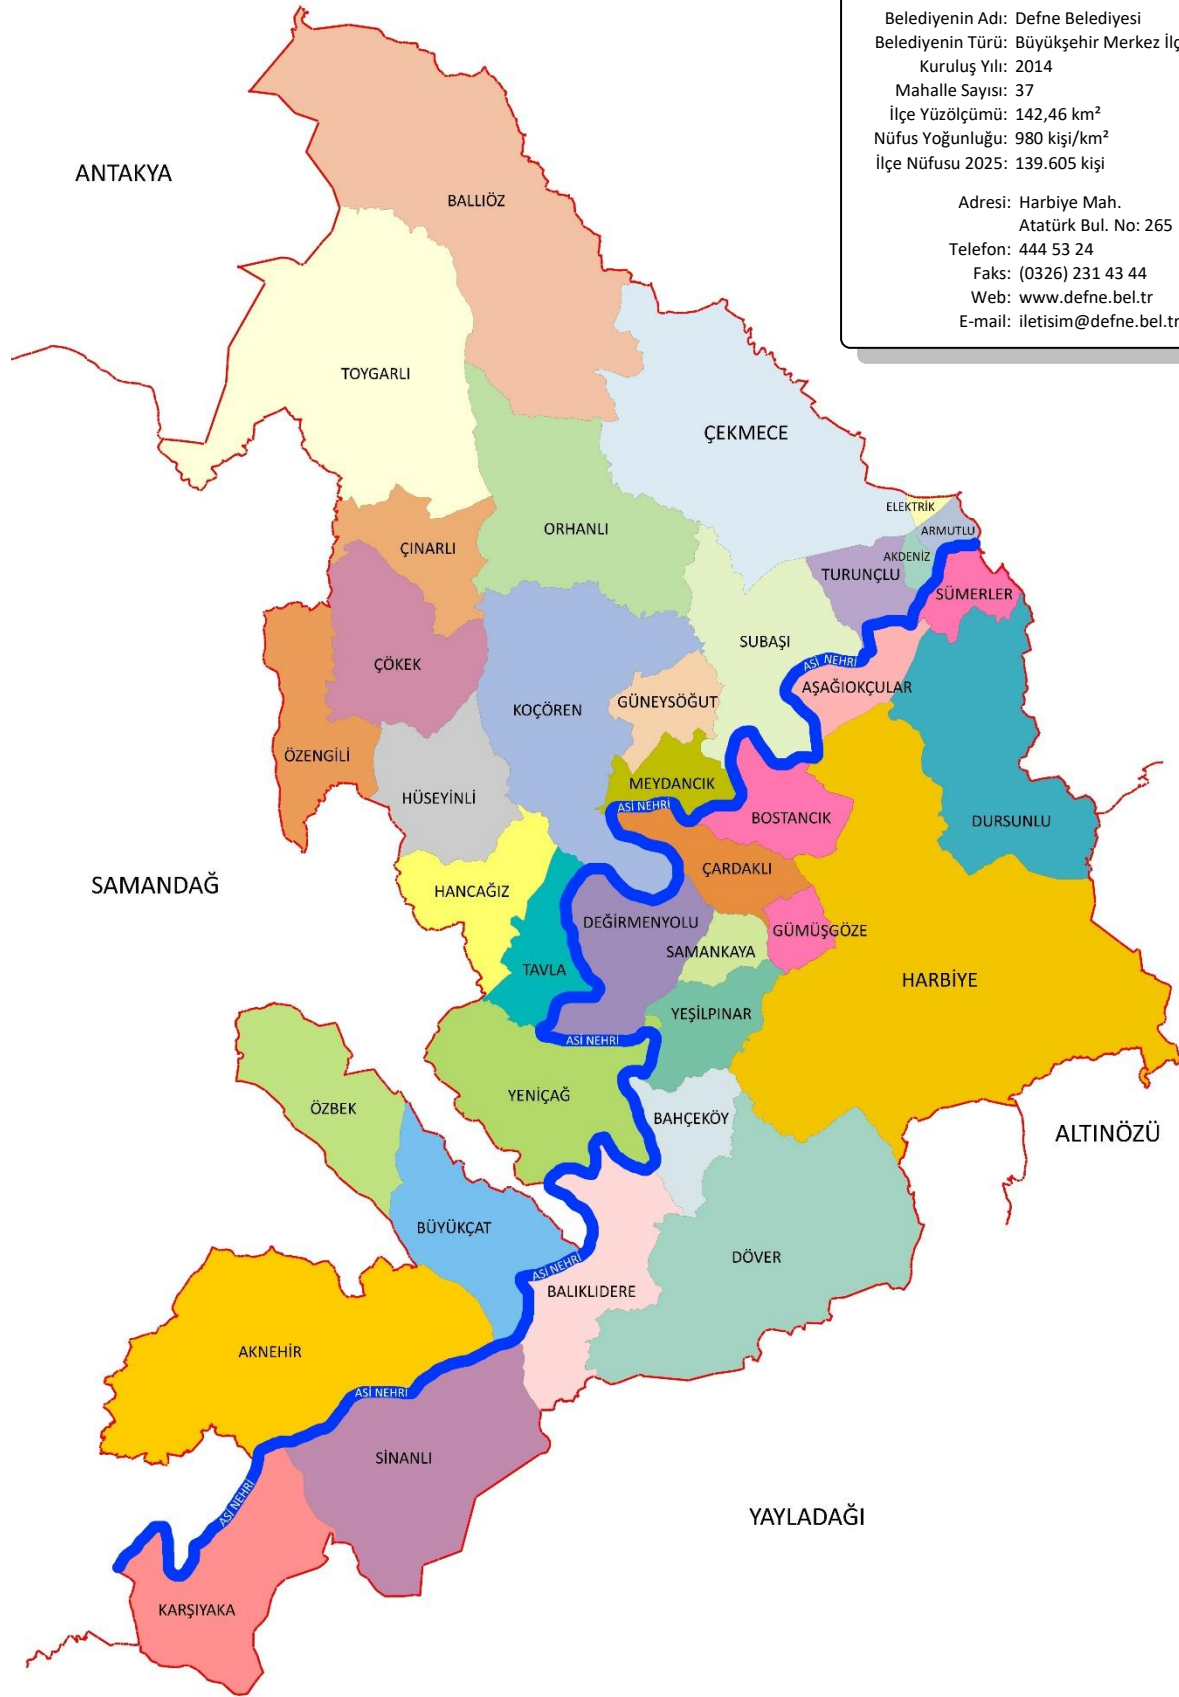 Belediyenin Adı: Defne Belediyesi
Belediyenin Türü: Büyükşehir Merkez İlç
Kuruluş Yılı: 2014
Mahalle Sayısı: 37
İlçe Yüzölçümü: 142,46 km²
Nüfus Yoğunluğu: 980 kişi/km²
İlçe Nüfusu 2025: 139.605 kişi
Adresi: Harbiye Mah.
Atatürk Bul. No: 265
Telefon: 444 53 24
Faks: (0326) 231 43 44
Web: www.defne.bel.tr
E-mail: iletisim@defne.bel.tr
ANTAKYA
BALLIÖZ
TOYGARLI
ÇEKMECE
ELEKTRİK
ORHANLI
ARMUTLU
ÇINARLI
AKDENİZ
TURUNÇLU
SÜMERLER
SUBAŞI
ASİ NEHRİ
ÇÖKEK
AŞAĞIOKÇULAR
GÜNEYSÖĞUT
KOÇÖREN
ÖZENGİLİ
MEYDANCIK
HÜSEYİNLİ
ASİ NEHRİ
BOSTANCIK
DURSUNLU
ÇARDAKLI
SAMANDAĞ
HANCAĞIZ
DEĞİRMENYOLU
GÜMÜŞGÖZE
SAMANKAYA
TAVLA
HARBİYE
YEŞİLPINAR
ASİ NEHRİ
YENİÇAĞ
ÖZBEK
BAHÇEKÖY
ALTINÖZÜ
BÜYÜKÇAT
DÖVER
ASİ NEHRİ
BALIKLIDERE
AKNEHİR
ASİ NEHRİ
SİNANLI
ASİ NEHRİ
YAYLADAĞI
KARŞIYAKA